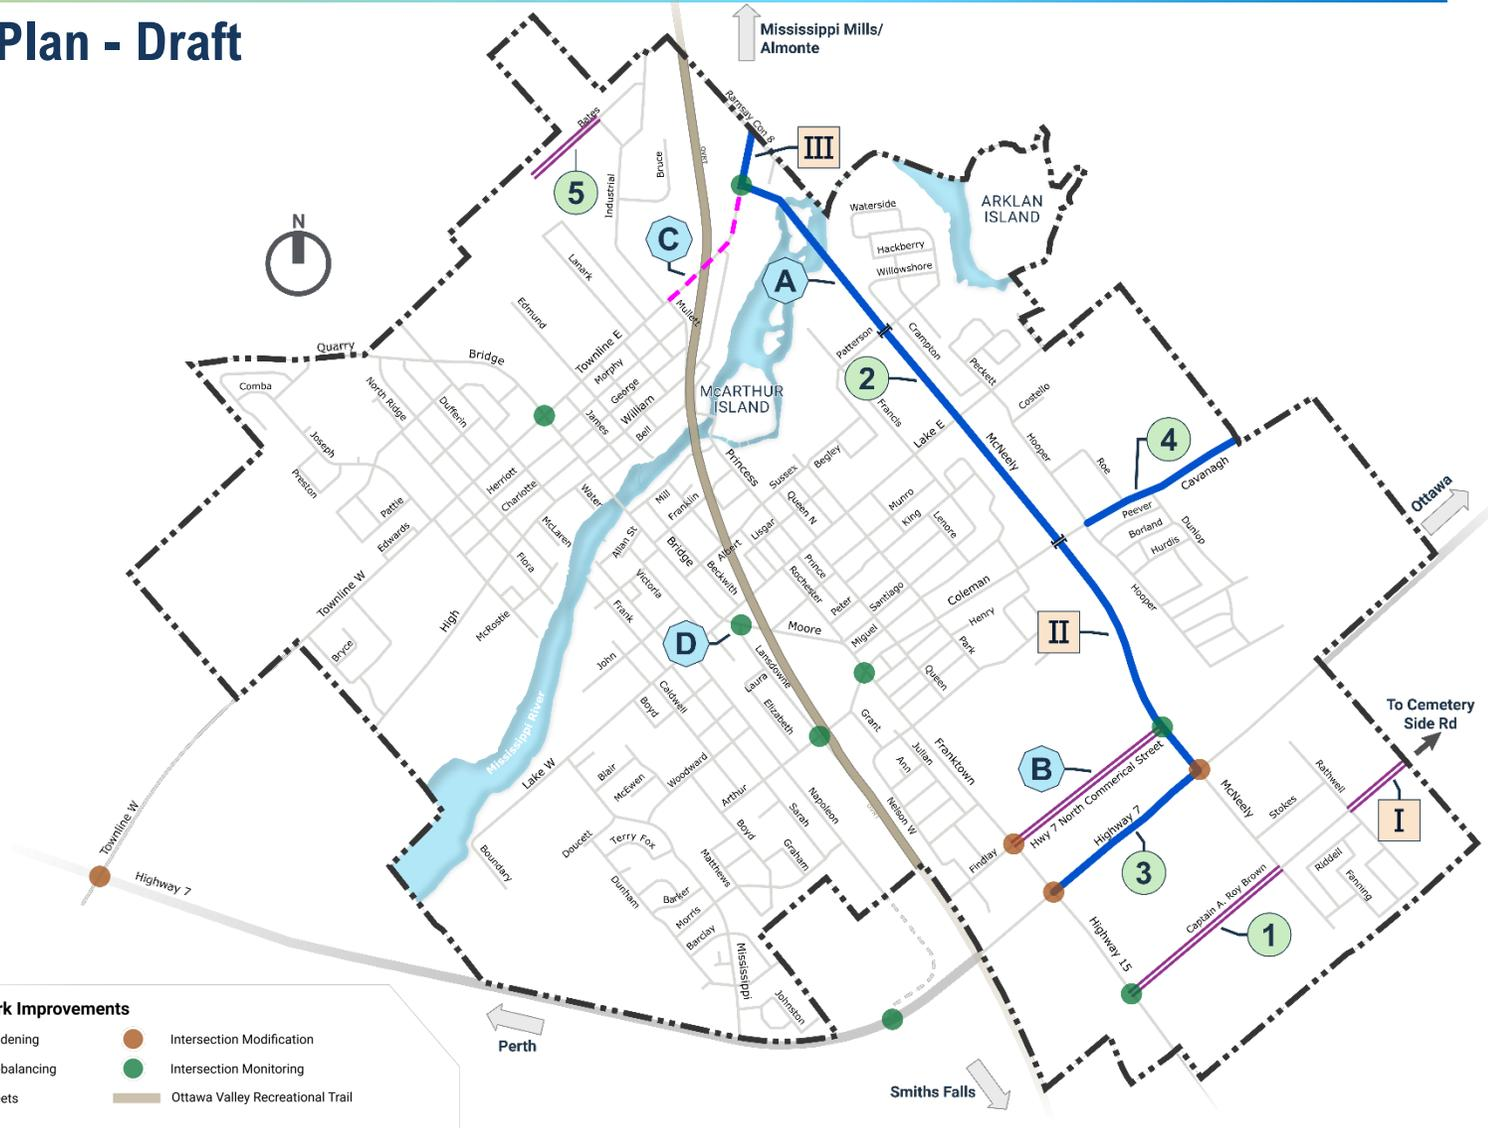 Plan - Draft
Mississippi Mills/
Almonte
Ramsay Con 8
III
Bates
5
Industrial
Bruce
OVRT
N
C
A
ARKLAN
ISLAND
Waterside
Hackberry
Willowshore
Lanark
Edmund
Mullett
Townline E
Morphy
George
William
James
Bell
McARTHUR
ISLAND
Patterson
Crampton
Peckett
Costello
2
Francis
Lake E
McNeely
Hooper
Roe
4
Cavanagh
Ottawa
Quarry
Bridge
Comba
North Ridge
Dufferin
Joseph
Preston
Pattie
Edwards
Herriott
Charlotte
Water
McLaren
Flora
Mill
Franklin
Princess
Sussex
Begley
Queen N
Munro
King
Lenore
Lisgar
Albert
Allan St
Bridge
Beckwith
Prince
Rochester
Peter
Santiago
Coleman
Henry
Park
Peever
Borland
Hurdis
Dunlop
Hooper
Townline W
High
McRostie
Bryce
Victoria
Frank
John
D
Moore
Miguel
Queen
II
Lansdowne
Laura
Elizabeth
Caldwell
Boyd
Grant
Julian
Ann
Franktown
Mississippi River
Lake W
Blair
McEwen
Woodward
Arthur
Boyd
Sarah
Napoleon
Graham
Nelson W
Findlay
B
Hwy 7 North Commerical Street
Highway 7
3
McNeely
Stokes
Rathwell
I
To Cemetery
Side Rd
Riddell
Fanning
Captain A. Roy Brown
1
Highway 15
Townline W
Highway 7
Boundary
Doucett
Terry Fox
Dunham
Matthews
Barker
Morris
Barclay
Mississippi
Johnston
Perth
Smiths Falls
rk Improvements
dening
Intersection Modification
balancing
Intersection Monitoring
ets
Ottawa Valley Recreational Trail